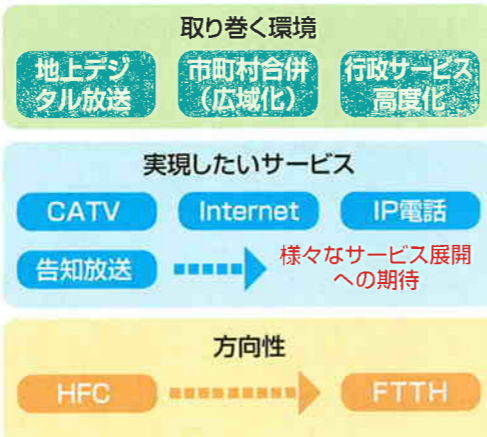 取り巻く環境
地上デジ
タル放送
市町村合併
（広域化）
行政サービス
高度化
実現したいサービス
CATV
Internet
IP電話
告知放送
様々なサービス展開
への期待
方向性
HFC
FTTH